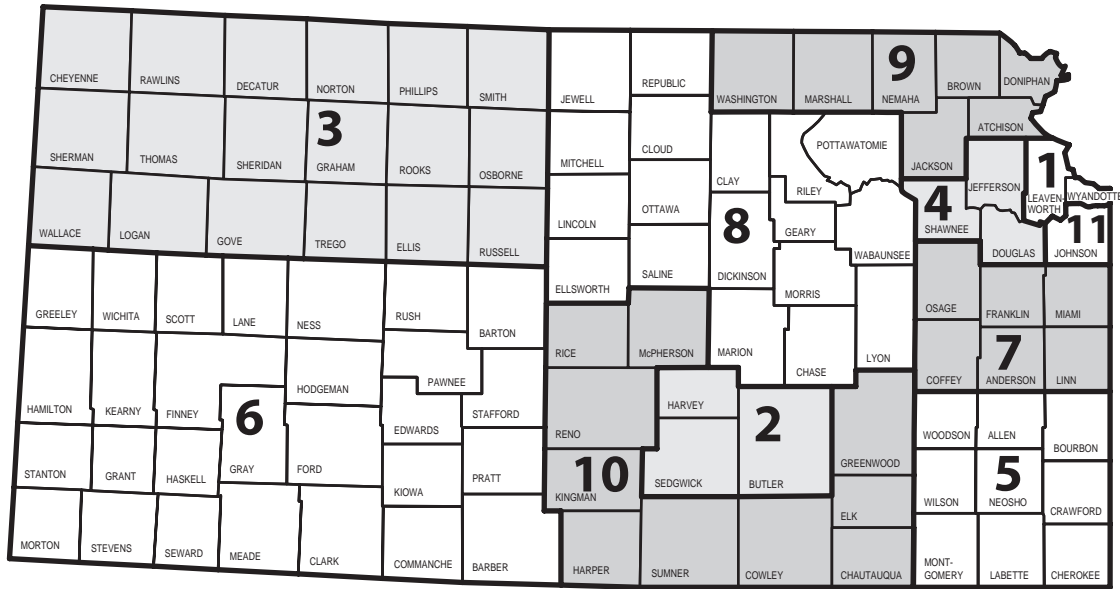 CHEYENNE
RAWLINS
DECATUR
NORTON
PHILLIPS
SMITH
JEWELL
REPUBLIC
WASHINGTON
MARSHALL
9
NEMAHA
BROWN
DONIPHAN
SHERMAN
THOMAS
SHERIDAN
3
GRAHAM
ROOKS
OSBORNE
MITCHELL
CLOUD
CLAY
RILEY
POTTAWATOMIE
JACKSON
ATCHISON
JEFFERSON
1
LEAVEN-
WORTH
WYANDOTTE
WALLACE
LOGAN
GOVE
TREGO
ELLIS
RUSSELL
LINCOLN
OTTAWA
8
DICKINSON
GEARY
WABAUNSEE
4
SHAWNEE
DOUGLAS
11
JOHNSON
ELLSWORTH
SALINE
MORRIS
GREELEY
WICHITA
SCOTT
LANE
NESS
RUSH
BARTON
RICE
McPHERSON
MARION
CHASE
LYON
OSAGE
FRANKLIN
MIAMI
COFFEY
7
ANDERSON
LINN
HAMILTON
KEARNY
FINNEY
HODGEMAN
PAWNEE
STAFFORD
EDWARDS
RENO
HARVEY
2
BUTLER
SEDGWICK
GREENWOOD
WOODSON
ALLEN
BOURBON
STANTON
GRANT
HASKELL
6
GRAY
FORD
KIOWA
PRATT
10
KINGMAN
ELK
WILSON
5
NEOSHO
CRAWFORD
MORTON
STEVENS
SEWARD
MEADE
CLARK
COMMANCHE
BARBER
HARPER
SUMNER
COWLEY
CHAUTAUQUA
MONT-
GOMERY
LABETTE
CHEROKEE